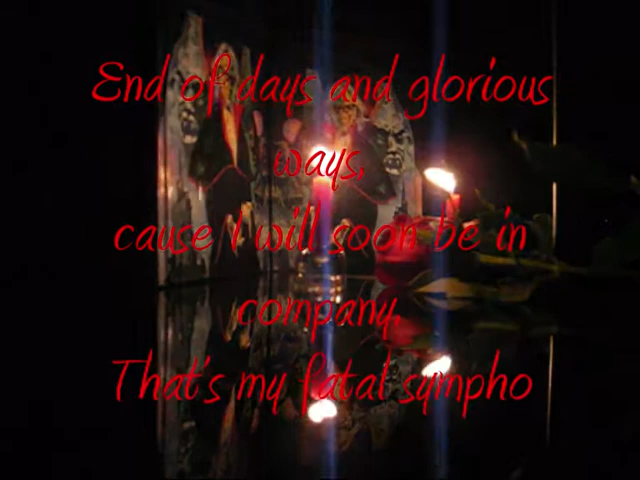 End of days and glorious
ways,
cause I will soon be in
company.
That's my fatal sympho